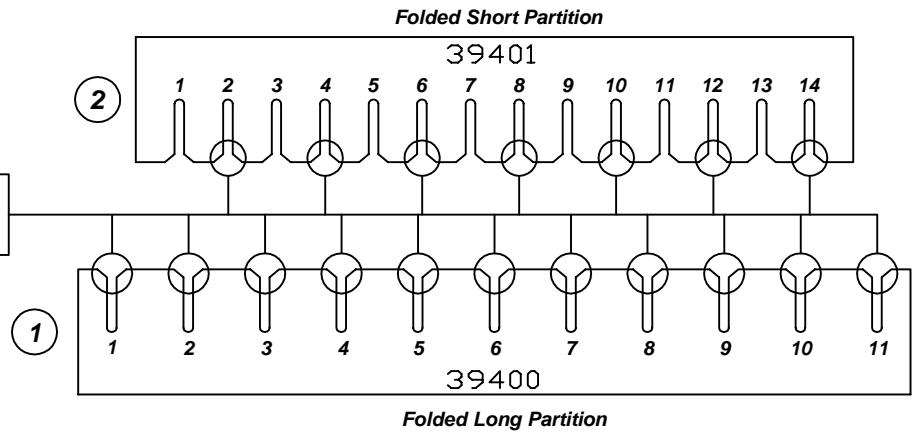 Folded Short Partition
39401
2
1 2 3 4 5 6 7 8 9 10 11 12 13 14
1
1 2 3 4 5 6 7 8 9 10 11
39400
Folded Long Partition